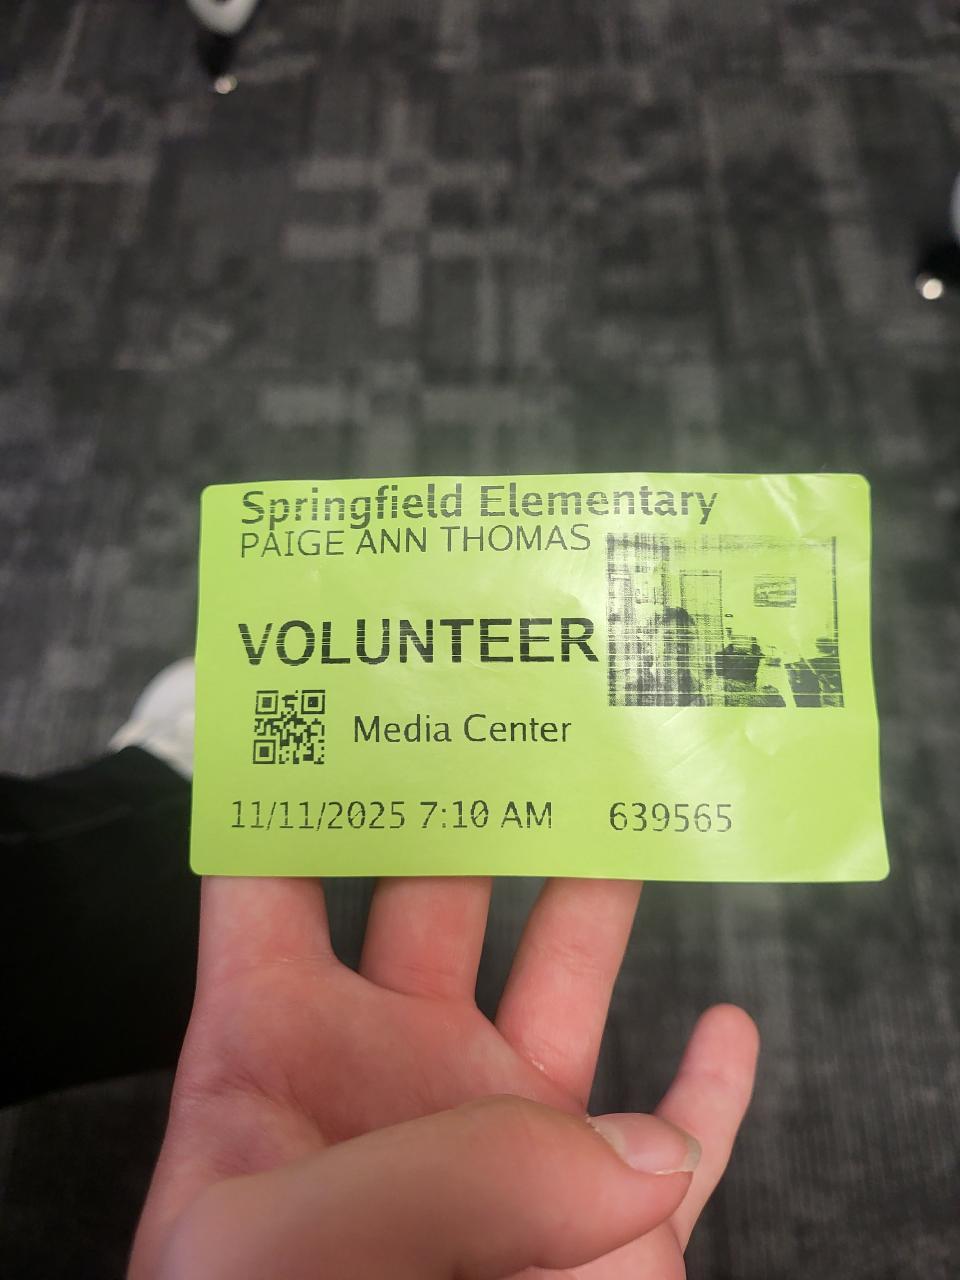 Springfield Elementary
PAIGE ANN THOMAS
VOLUNTEER
Media Center
11/11/2025 7:10 AM 639565